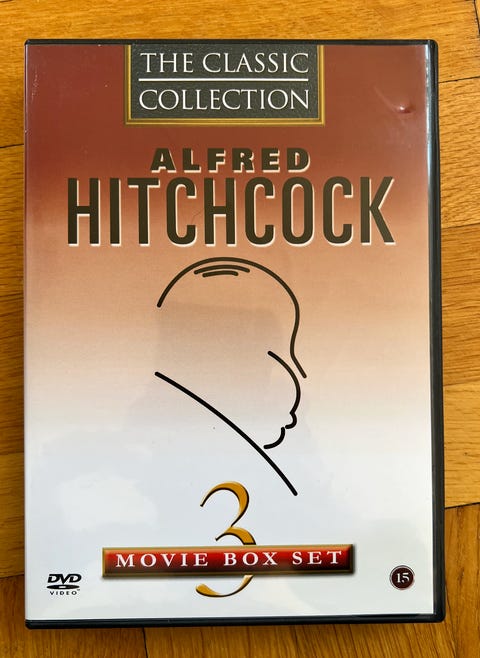 THE CLASSIC
COLLECTION
ALFRED
HITCHCOCK
3
MOVIE BOX SET
DVD
VIDEO
15